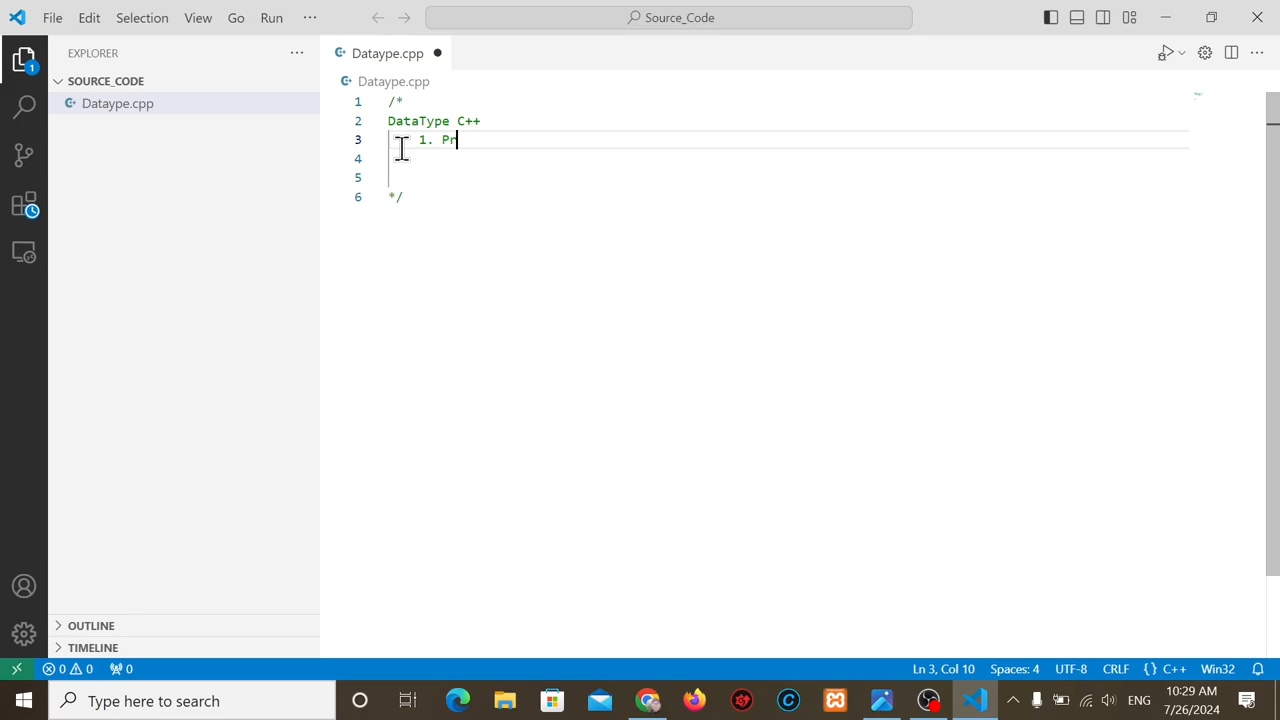 File Edit Selection View Go Run ··· Source_Code
EXPLORER ···
SOURCE_CODE
Dataype.cpp
Dataype.cpp
Dataype.cpp
1 /*
2 DataType C++
3 1. Pr
4
5
6 */
1
OUTLINE
TIMELINE
0 0 0 Ln 3, Col 10 Spaces: 4 UTF-8 CRLF {} C++ Win32
Type here to search
ENG
10:29 AM
7/26/2024